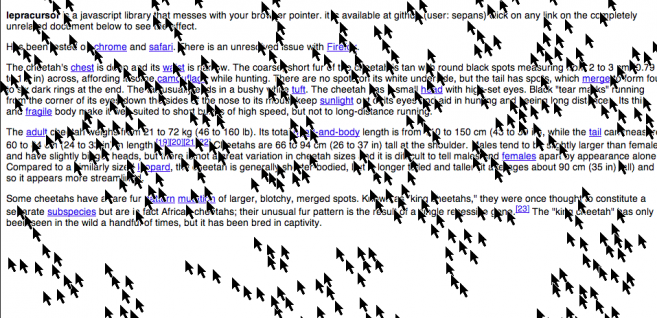 lepracursor is a javascript library that messes with your browser pointer. it is available at github (user: sepans) click on any link on the completely
unrelated document below to see the effect.
Has been tested on chrome and safari. There is an unresolved issue with Firefox.
The cheetah's chest is deep and its waist is narrow. The coarse, short fur of the cheetah is tan with round black spots measuring from 2 to 3 cm (0.79
to in) across, affording it some camouflage while hunting. There are no spots on its white underside, but the tail has spots, which merge to form four
to six dark rings at the end. The tail usually ends in a bushy white tuft. The cheetah has a small head with high-set eyes. Black "tear marks" running
from the corner of its eyes down the sides of the nose to its mouth keep sunlight out of its eyes and aid in hunting and seeing long distances. Its thin
and fragile body make it well-suited to short bursts of high speed, but not to long-distance running.
The adult cheetah weighs from 21 to 72 kg (46 to 160 lb). Its total head-and-body length is from to 150 cm (43 to 59 in), while the tail can measure
60 to cm (24 to 33 in) in length.[19][20][21][22] Cheetahs are 66 to 94 cm (26 to 37 in) tall at the shoulder. Males tend to be slightly larger than females
and have slightly bigger heads, but there is not a great variation in cheetah sizes and it is difficult to tell males and females apart by appearance alone.
Compared to a similarly sized leopard, the cheetah is generally shorter-bodied, but is longer tailed and taller (it averages about 90 cm (35 in) tall) and
so it appears more streamlined.
Some cheetahs have a rare fur pattern mutation of larger, blotchy, merged spots. Known as "king cheetahs," they were once thought to constitute a
separate subspecies but are in fact African cheetahs; their unusual fur pattern is the result of a single recessive gene.[23] The "king cheetah" has only
been seen in the wild a handful of times, but it has been bred in captivity.